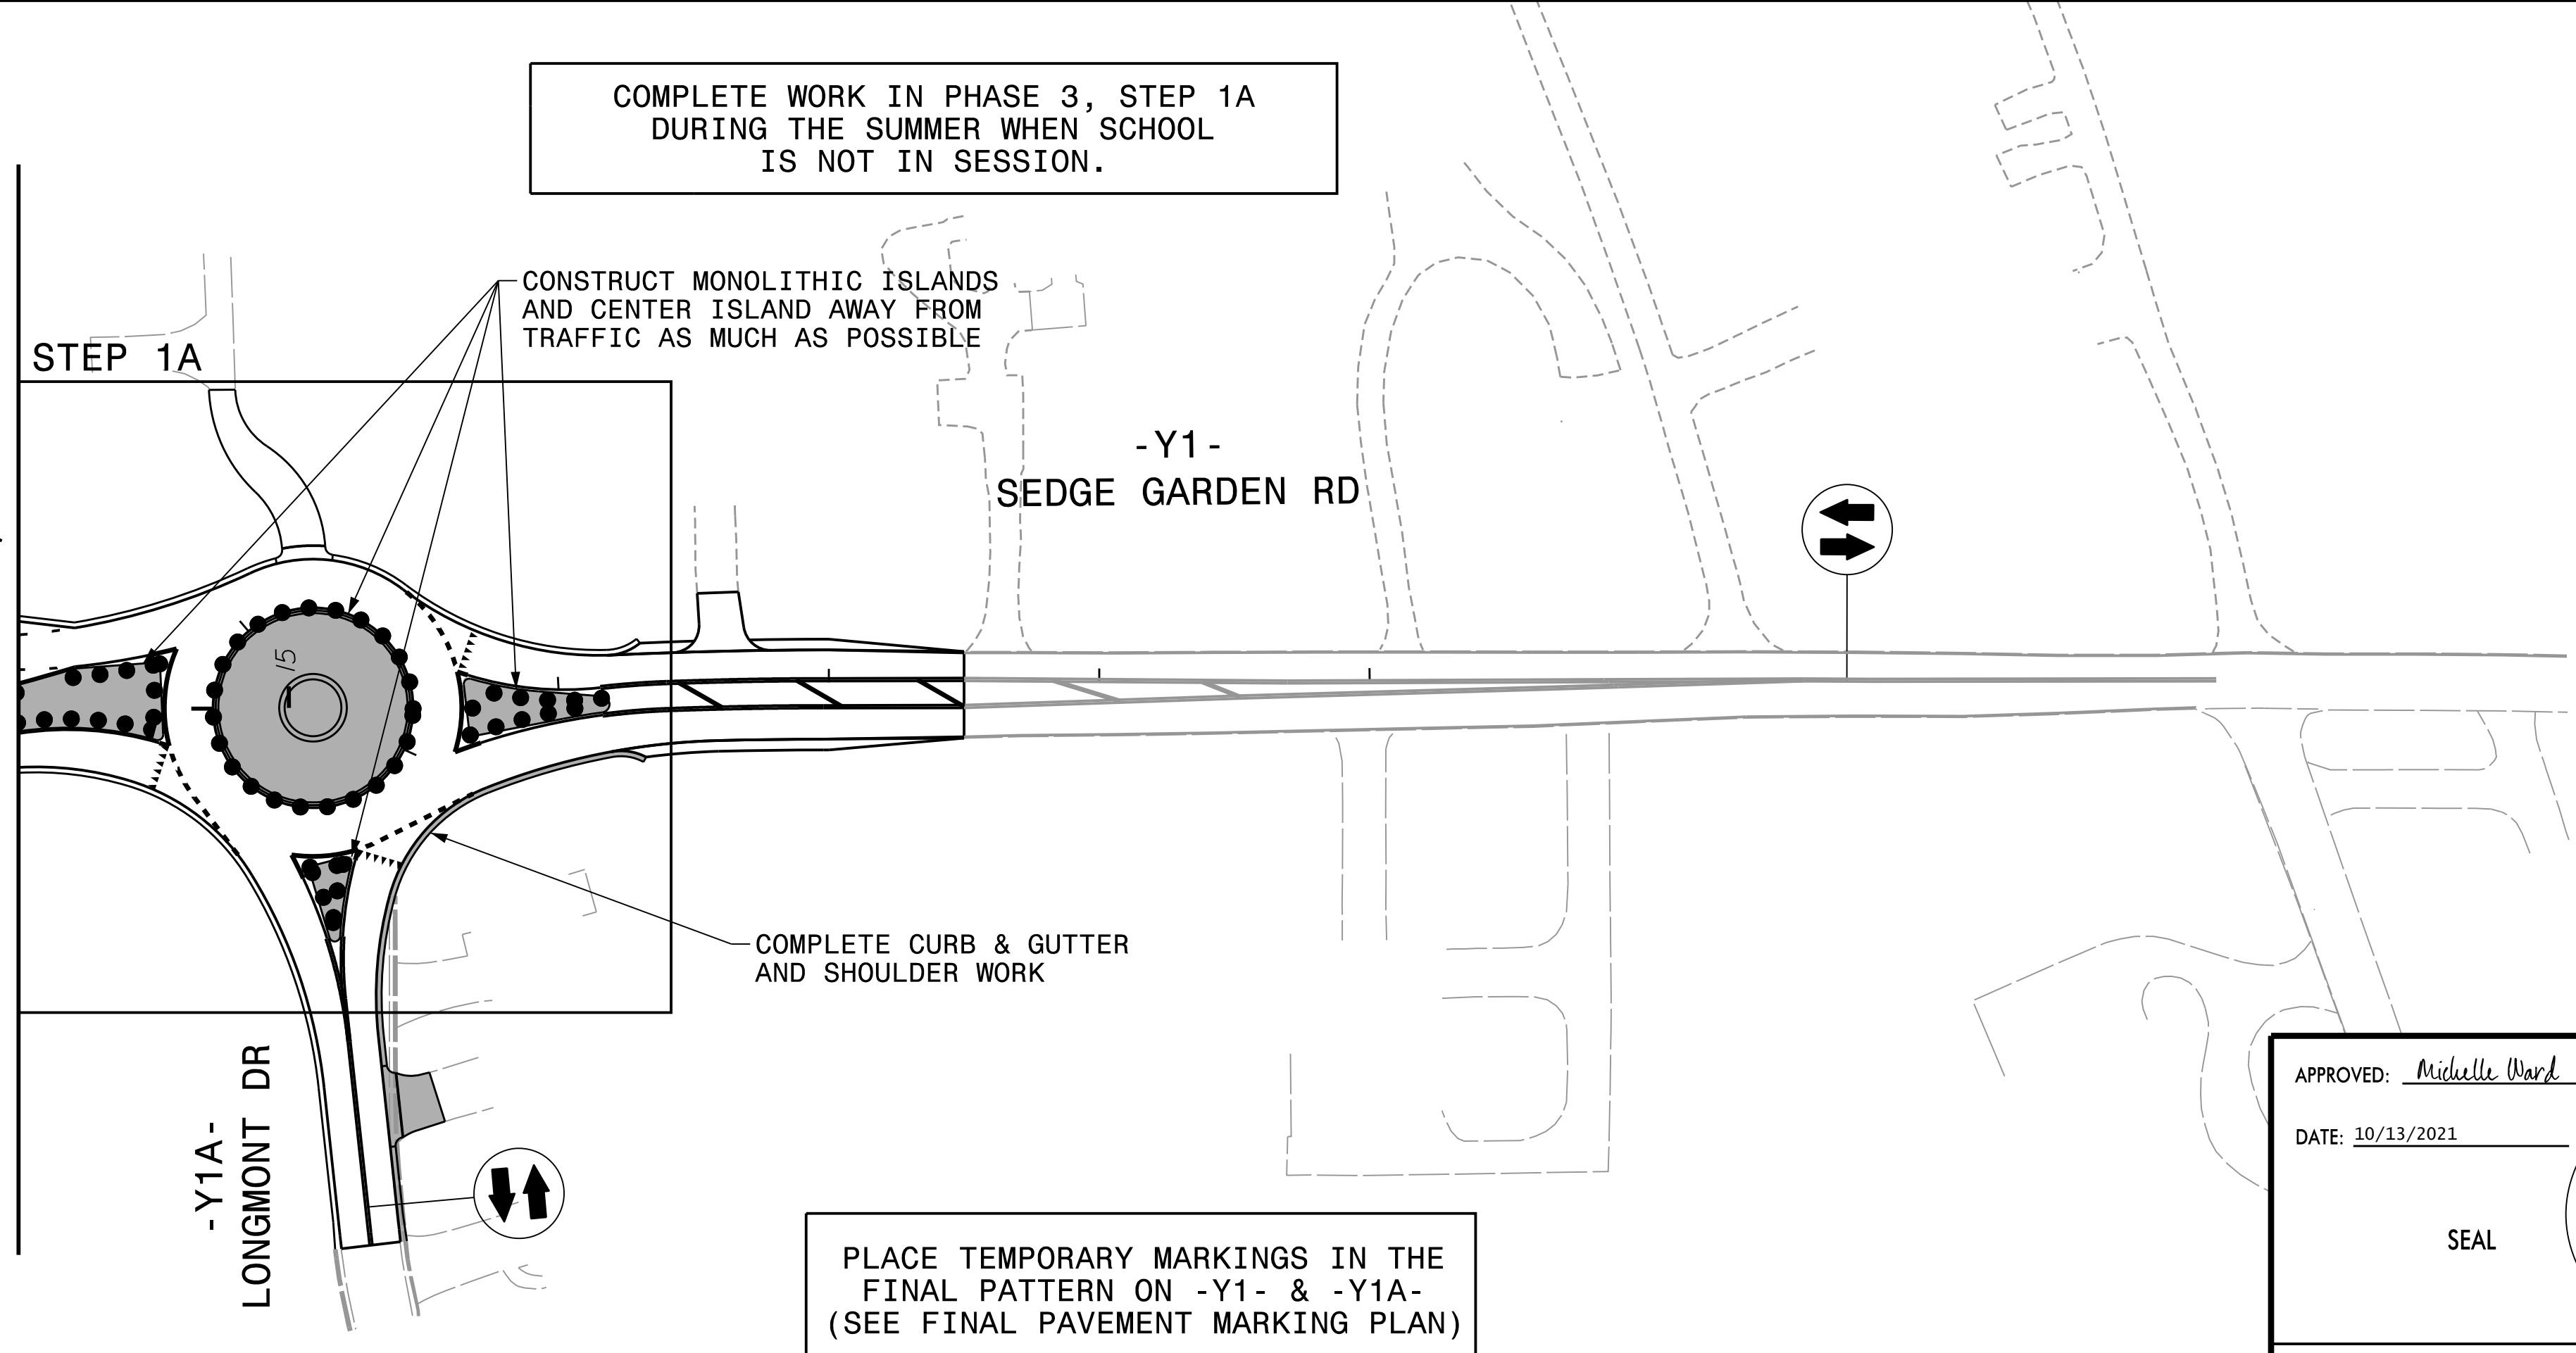 COMPLETE WORK IN PHASE 3, STEP 1A
DURING THE SUMMER WHEN SCHOOL
IS NOT IN SESSION.
CONSTRUCT MONOLITHIC ISLANDS
AND CENTER ISLAND AWAY FROM
TRAFFIC AS MUCH AS POSSIBLE
STEP 1A
-Y1-
SEDGE GARDEN RD
15
COMPLETE CURB & GUTTER
AND SHOULDER WORK
-Y1A-
LONGMONT DR
PLACE TEMPORARY MARKINGS IN THE
FINAL PATTERN ON -Y1- & -Y1A-
(SEE FINAL PAVEMENT MARKING PLAN)
APPROVED: Michelle Ward
DATE: 10/13/2021
SEAL